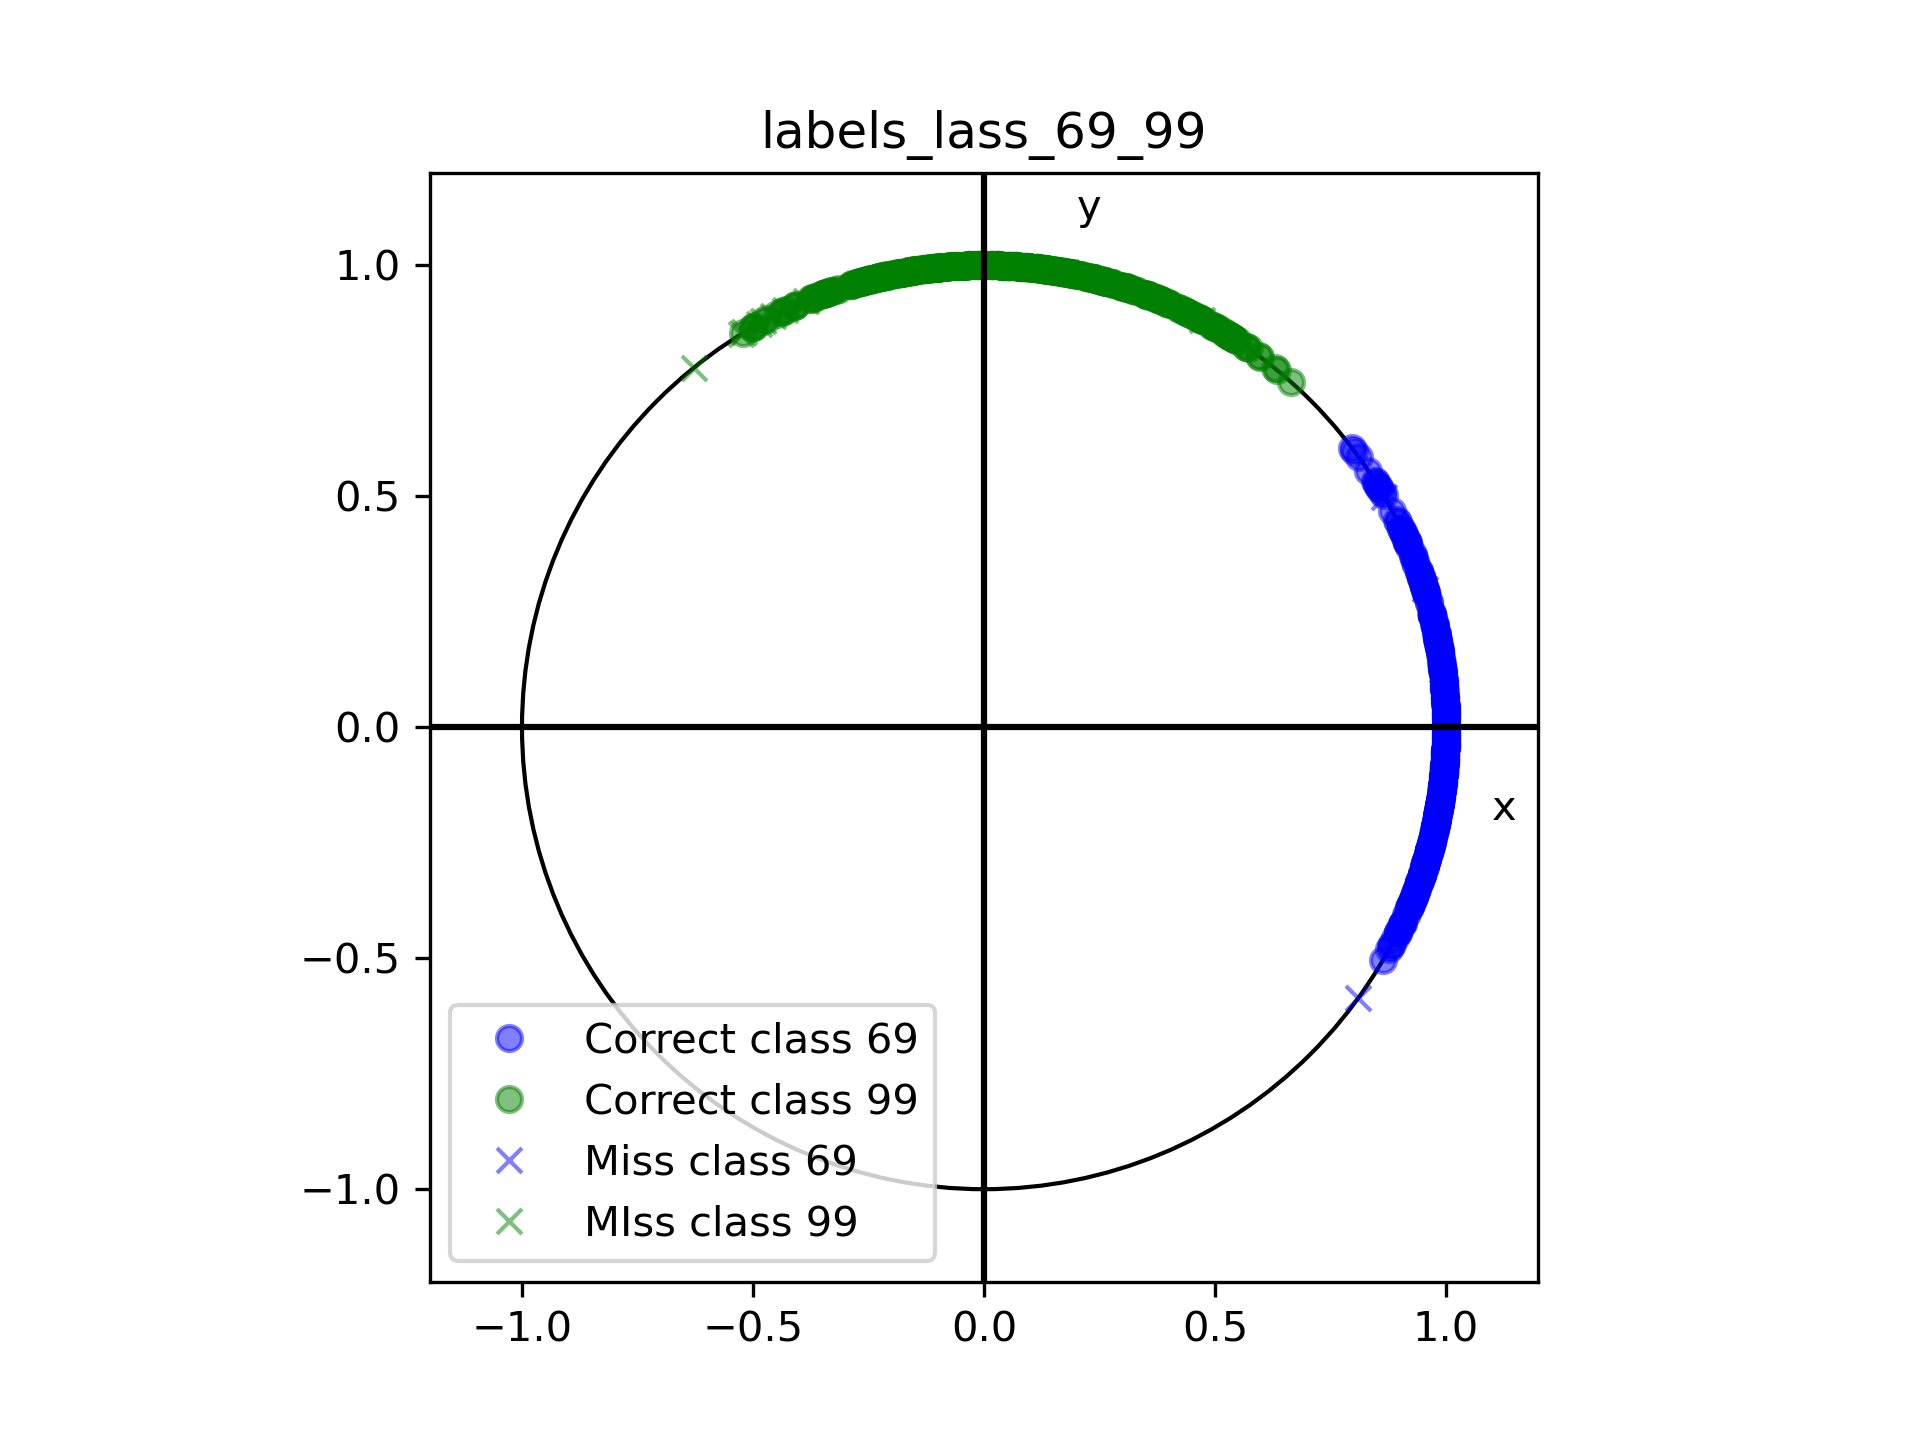 labels_lass_69_99
y
1.0
0.5
0.0
x
−0.5
−1.0
Correct class 69
Correct class 99
Miss class 69
MIss class 99
−1.0 −0.5 0.0 0.5 1.0